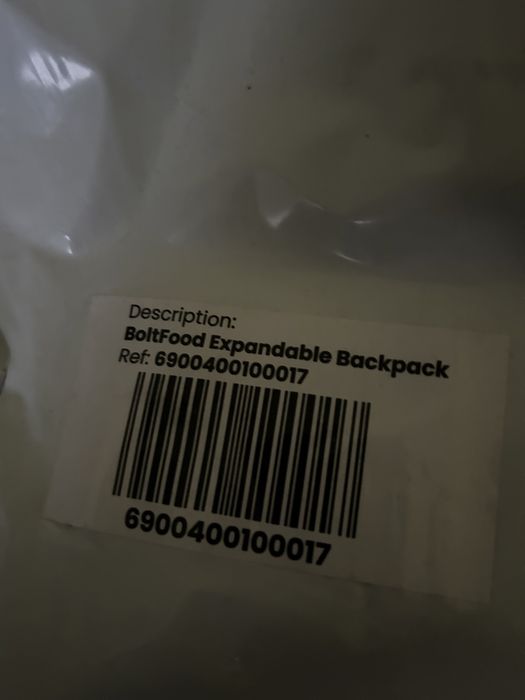 Description:
BoltFood Expandable Backpack
Ref: 6900400100017
6900400100017